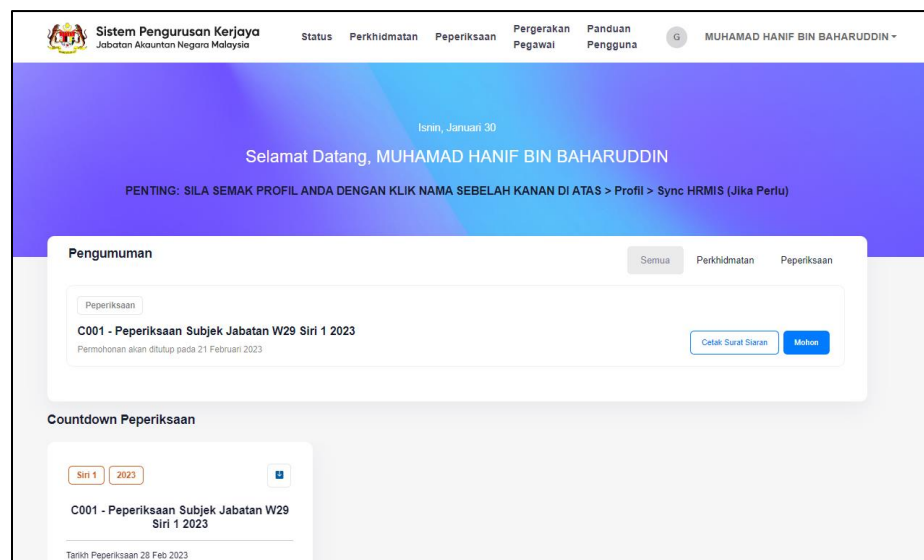 Sistem Pengurusan Kerjaya
Jabatan Akauntan Negara Malaysia
Status Perkhidmatan Peperiksaan Pergerakan Pegawai Panduan Pengguna G MUHAMAD HANIF BIN BAHARUDDIN
Isnin, Januari 30
Selamat Datang, MUHAMAD HANIF BIN BAHARUDDIN
PENTING: SILA SEMAK PROFIL ANDA DENGAN KLIK NAMA SEBELAH KANAN DI ATAS > Profil > Sync HRMIS (Jika Perlu)
Pengumuman
Semua Perkhidmatan Peperiksaan
Peperiksaan
C001 - Peperiksaan Subjek Jabatan W29 Siri 1 2023
Permohonan akan ditutup pada 21 Februari 2023
Cetak Surat Siaran Mohon
Countdown Peperiksaan
Siri 1 2023
C001 - Peperiksaan Subjek Jabatan W29
Siri 1 2023
Tarikh Peperiksaan 28 Feb 2023